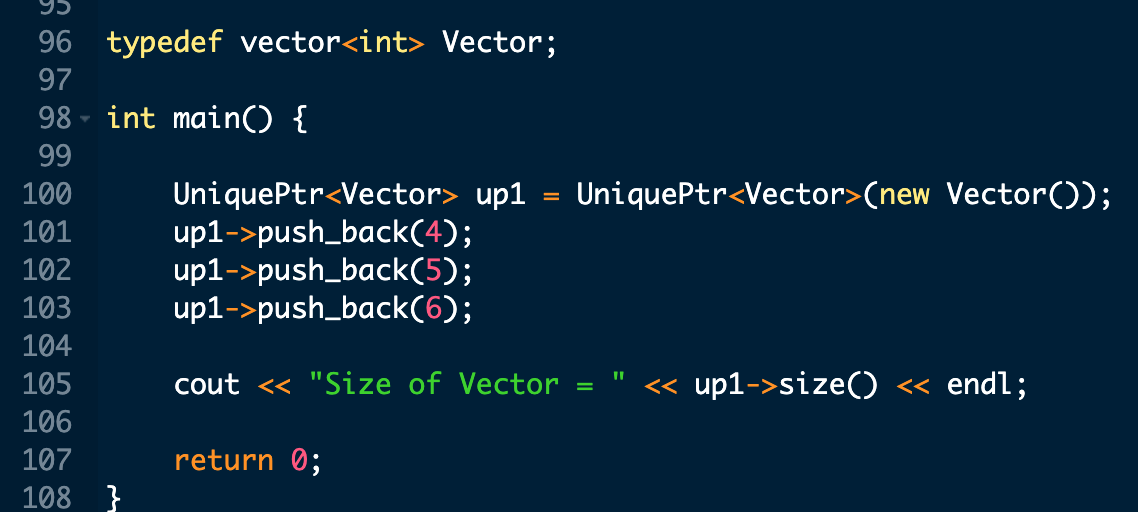 95
96 typedef vector<int> Vector;
97
98 int main() {
99
100 UniquePtr<Vector> up1 = UniquePtr<Vector>(new Vector());
101 up1->push_back(4);
102 up1->push_back(5);
103 up1->push_back(6);
104
105 cout << "Size of Vector = " << up1->size() << endl;
106
107 return 0;
108 }